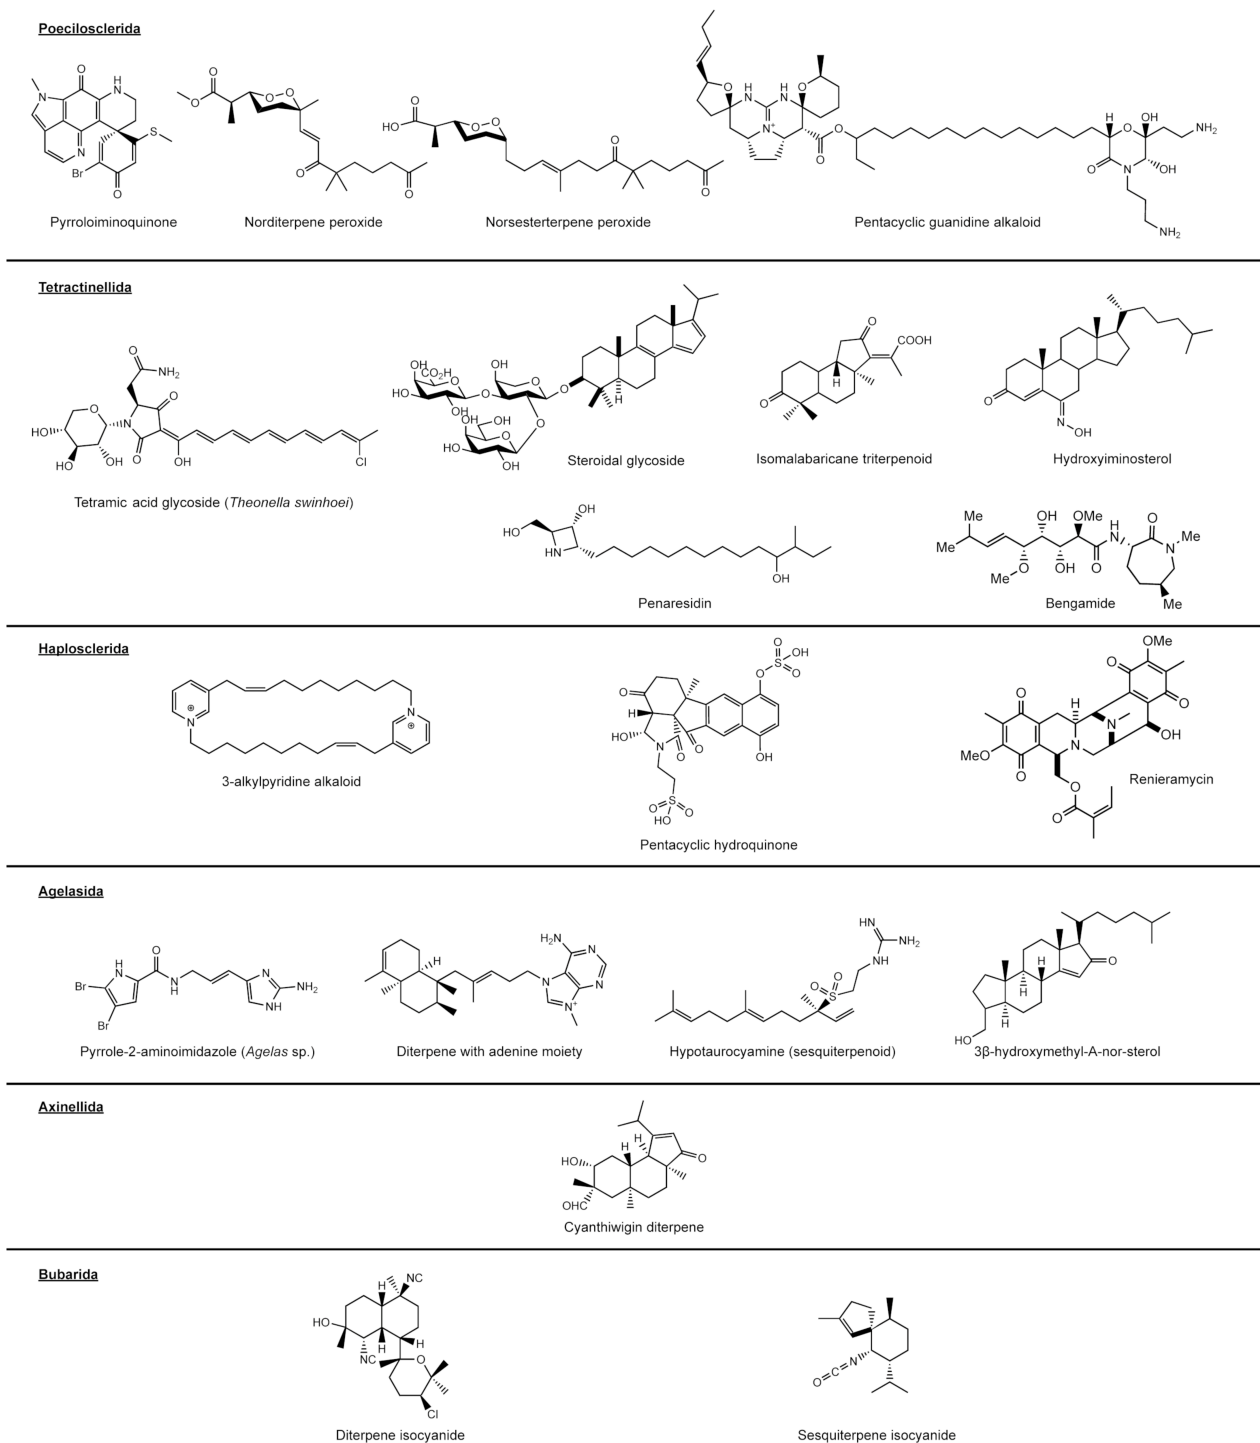 Poecilosclerida
Pyrroloiminoquinone
Norditerpene peroxide
Norsesterterpene peroxide
Pentacyclic guanidine alkaloid
Tetractinellida
Tetramic acid glycoside (Theonella swinhoei)
Steroidal glycoside
Isomalabaricane triterpenoid
Hydroxyiminosterol
Penaresidin
Bengamide
Haplosclerida
3-alkylpyridine alkaloid
Pentacyclic hydroquinone
Renieramycin
Agelasida
Pyrrole-2-aminoimidazole (Agelas sp.)
Diterpene with adenine moiety
Hypotaurocyamine (sesquiterpenoid)
3β-hydroxymethyl-A-nor-sterol
Axinellida
Cyanthiwigin diterpene
Bubarida
Diterpene isocyanide
Sesquiterpene isocyanide